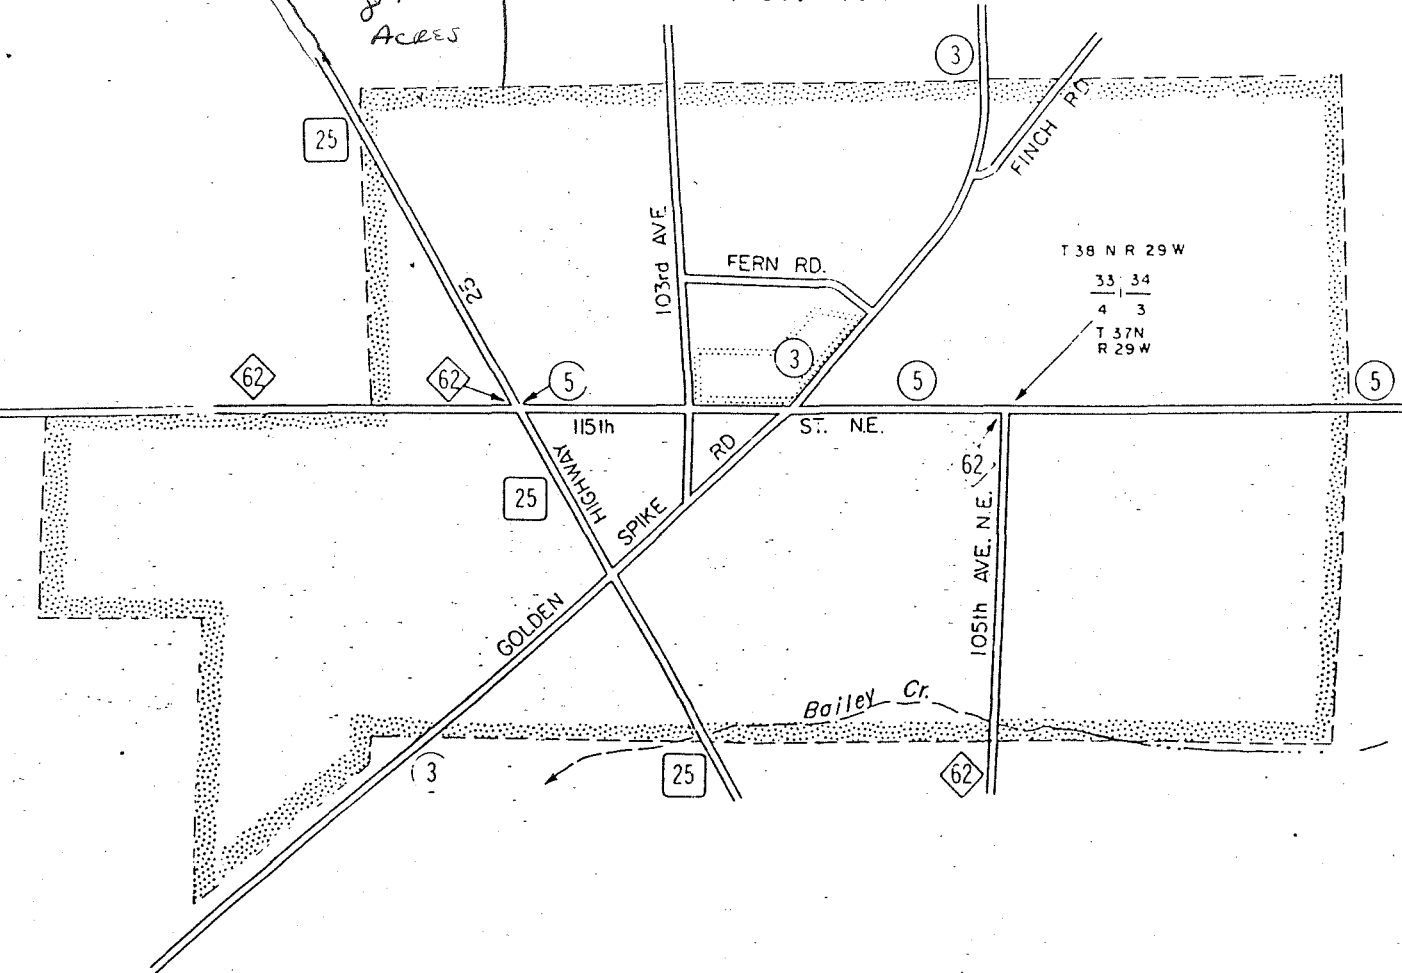 ACRES
3
FINCH RD.
25
103rd AVE
FERN RD.
T 38 N R 29 W
33 34
4 3
T 37N
R 29 W
25
62
62
5
3
5
5
115th ST. N.E.
HIGHWAY
25
GOLDEN SPIKE RD
62
105th AVE. N.E.
Bailey Cr.
3
25
62